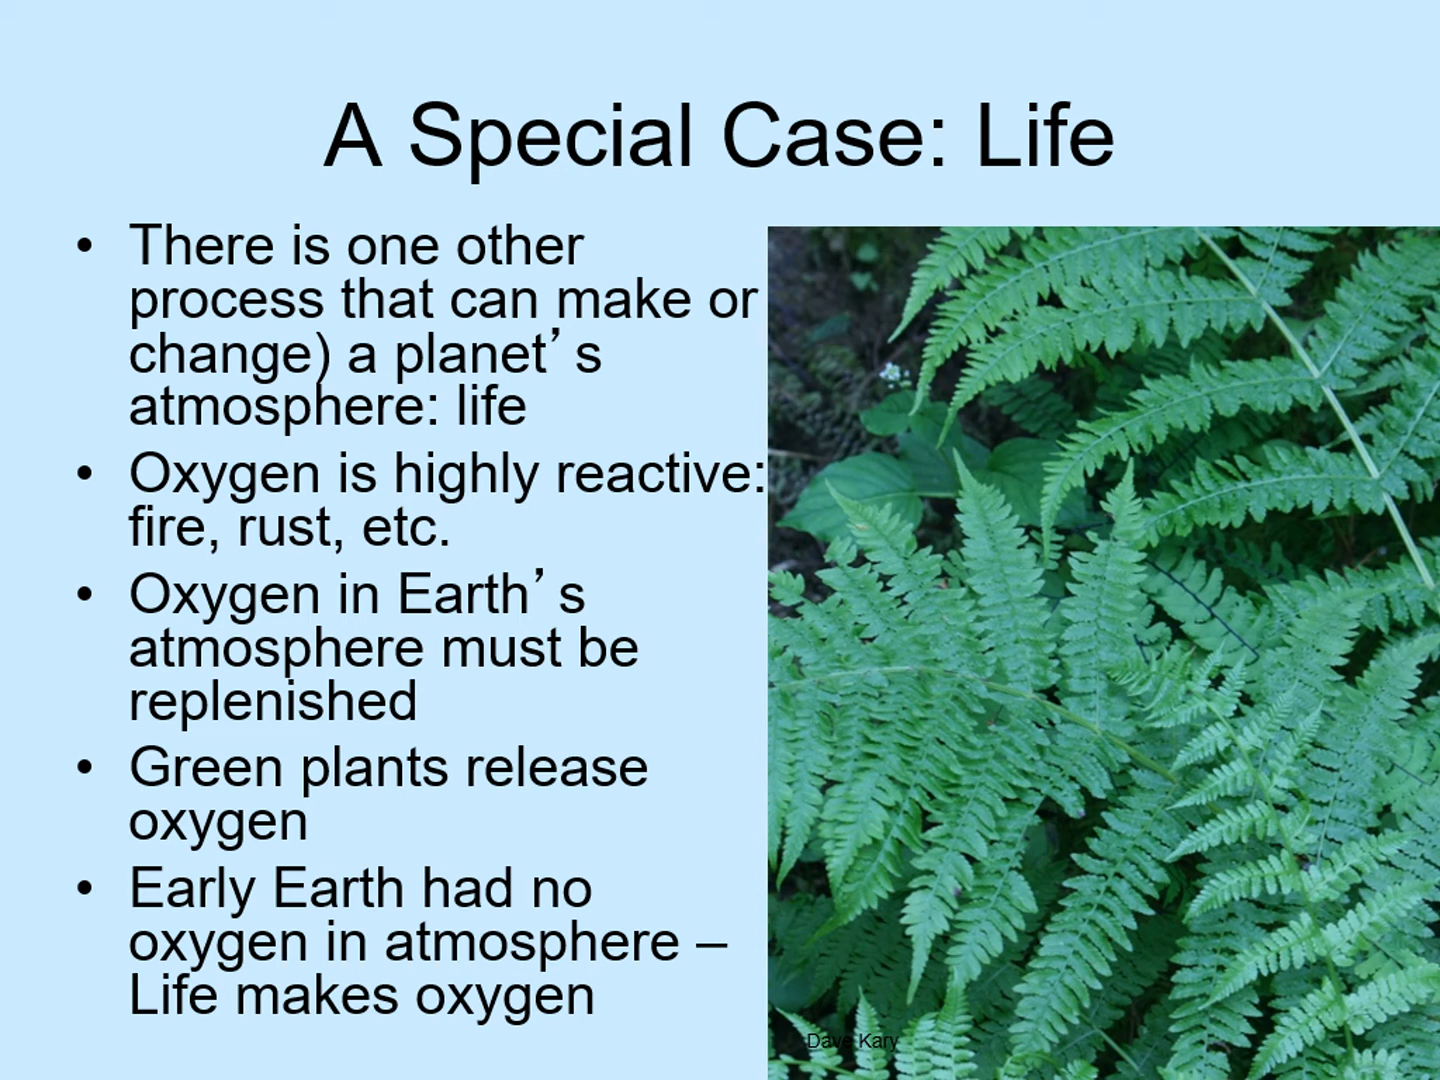 A Special Case: Life
• There is one other
process that can make or
change) a planet’s
atmosphere: life
• Oxygen is highly reactive:
fire, rust, etc.
• Oxygen in Earth’s
atmosphere must be
replenished
• Green plants release
oxygen
• Early Earth had no
oxygen in atmosphere –
Life makes oxygen
Dave Kary